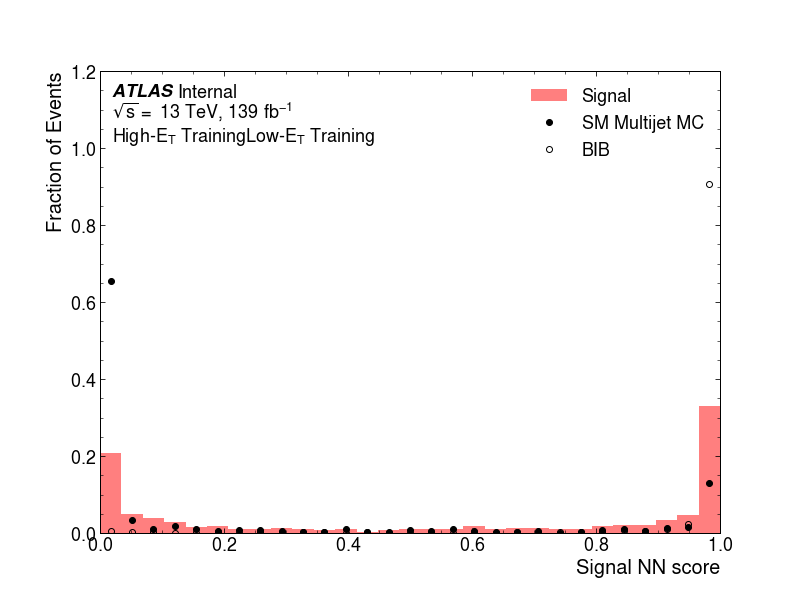 ATLAS Internal
√s = 13 TeV, 139 fb⁻¹
High-E_T TrainingLow-E_T Training
Signal
SM Multijet MC
BIB
Fraction of Events
1.2
1.0
0.8
0.6
0.4
0.2
0.0
0.0 0.2 0.4 0.6 0.8 1.0
Signal NN score